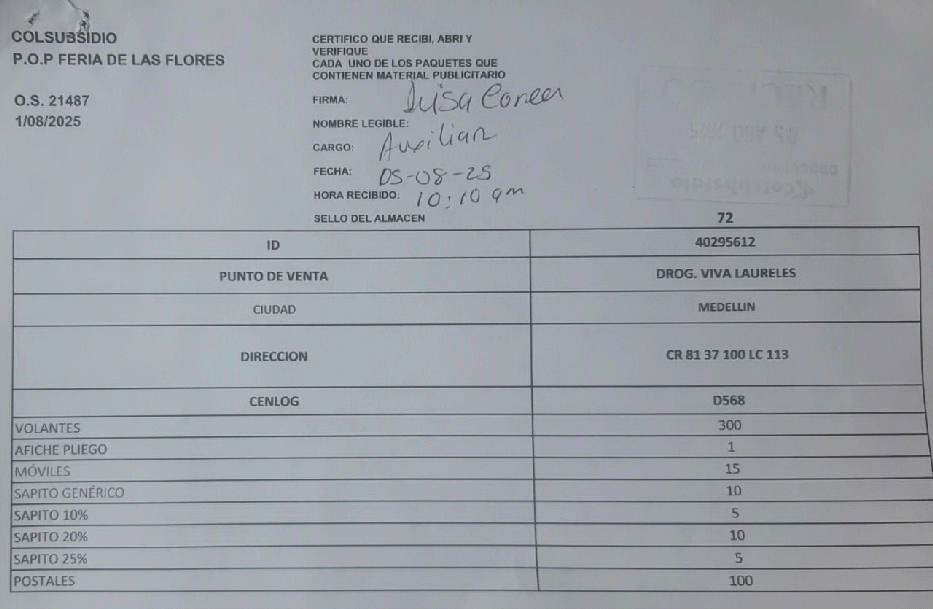 COLSUBSIDIO
P.O.P FERIA DE LAS FLORES
O.S. 21487
1/08/2025
CERTIFICO QUE RECIBI, ABRI Y
VERIFIQUE
CADA UNO DE LOS PAQUETES QUE
CONTIENEN MATERIAL PUBLICITARIO
FIRMA: Luisa Correa
NOMBRE LEGIBLE:
CARGO: Auxiliar
FECHA: 05-08-25
HORA RECIBIDO: 10:10 am
SELLO DEL ALMACEN 72
ID 40295612
PUNTO DE VENTA DROG. VIVA LAURELES
CIUDAD MEDELLIN
DIRECCION CR 81 37 100 LC 113
CENLOG D568
VOLANTES 300
AFICHE PLIEGO 1
MÓVILES 15
SAPITO GENÉRICO 10
SAPITO 10% 5
SAPITO 20% 10
SAPITO 25% 5
POSTALES 100